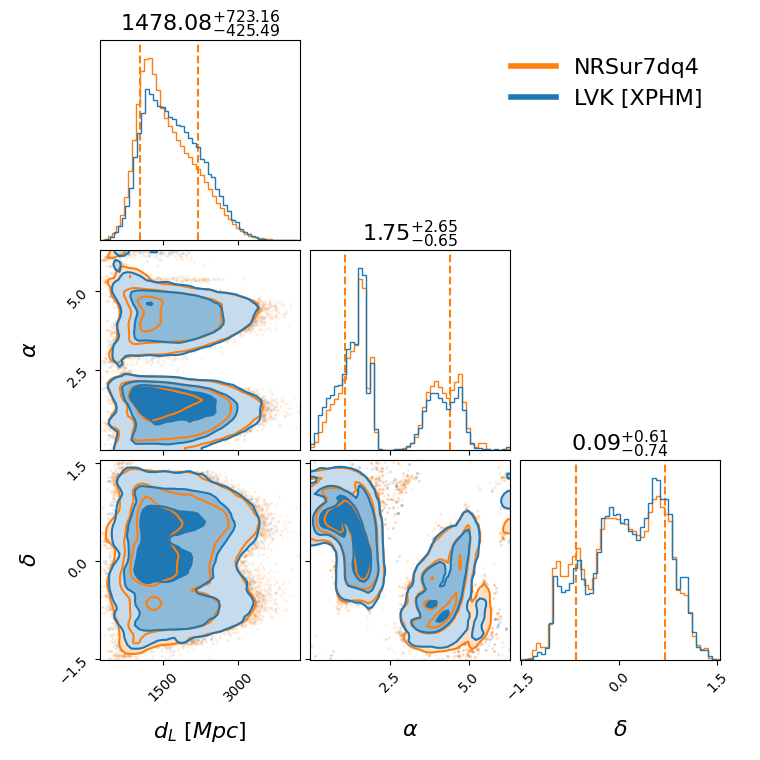 1478.08+723.16−425.49
NRSur7dq4
LVK [XPHM]
1.75+2.65−0.65
5.0
2.5
α
0.09+0.61−0.74
1.5
0.0
−1.5
δ
1500 3000
2.5 5.0
−1.5 0.0 1.5
d_L [Mpc]
α
δ